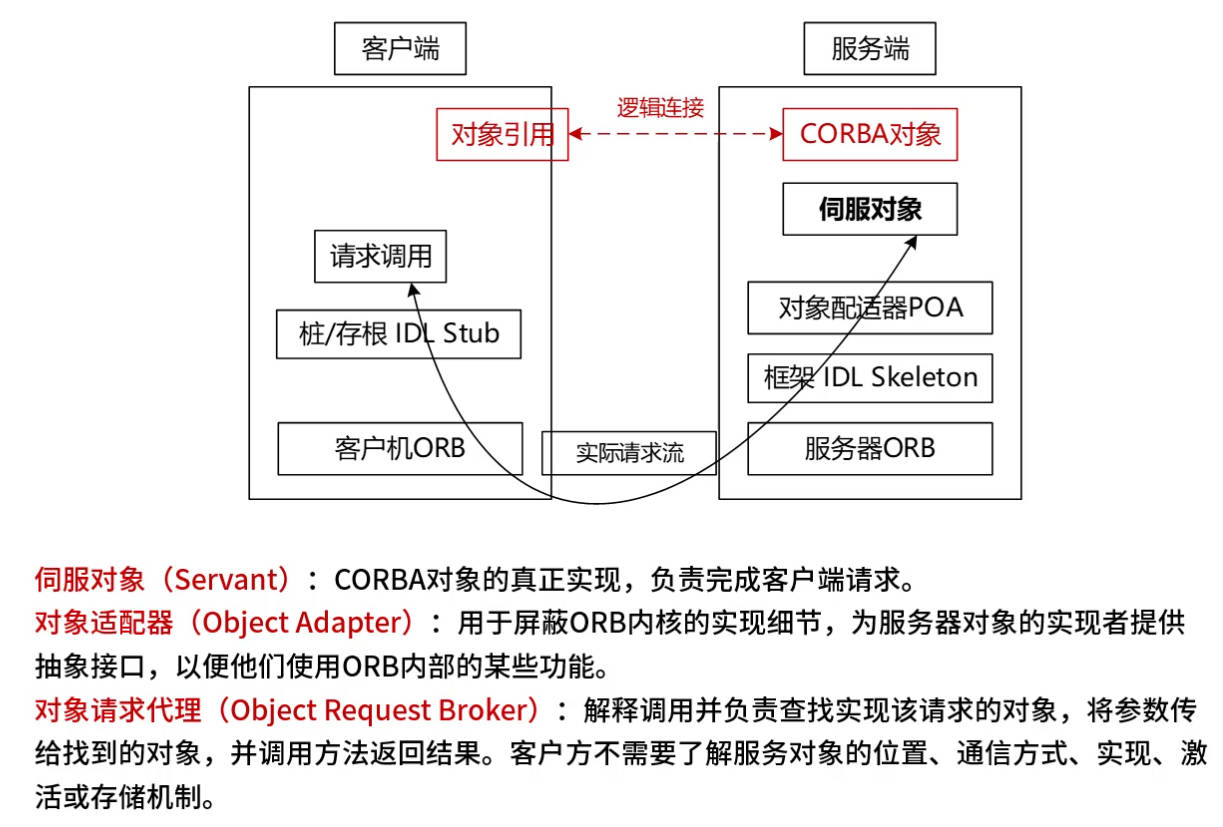 客户端
服务端
逻辑连接
对象引用
CORBA对象
伺服对象
请求调用
对象配适器POA
桩/存根 IDL Stub
框架 IDL Skeleton
客户机ORB
实际请求流
服务器ORB
伺服对象（Servant）：CORBA对象的真正实现，负责完成客户端请求。
对象适配器（Object Adapter）：用于屏蔽ORB内核的实现细节，为服务器对象的实现者提供
抽象接口，以便他们使用ORB内部的某些功能。
对象请求代理（Object Request Broker）：解释调用并负责查找实现该请求的对象，将参数传
给找到的对象，并调用方法返回结果。客户方不需要了解服务对象的位置、通信方式、实现、激
活或存储机制。